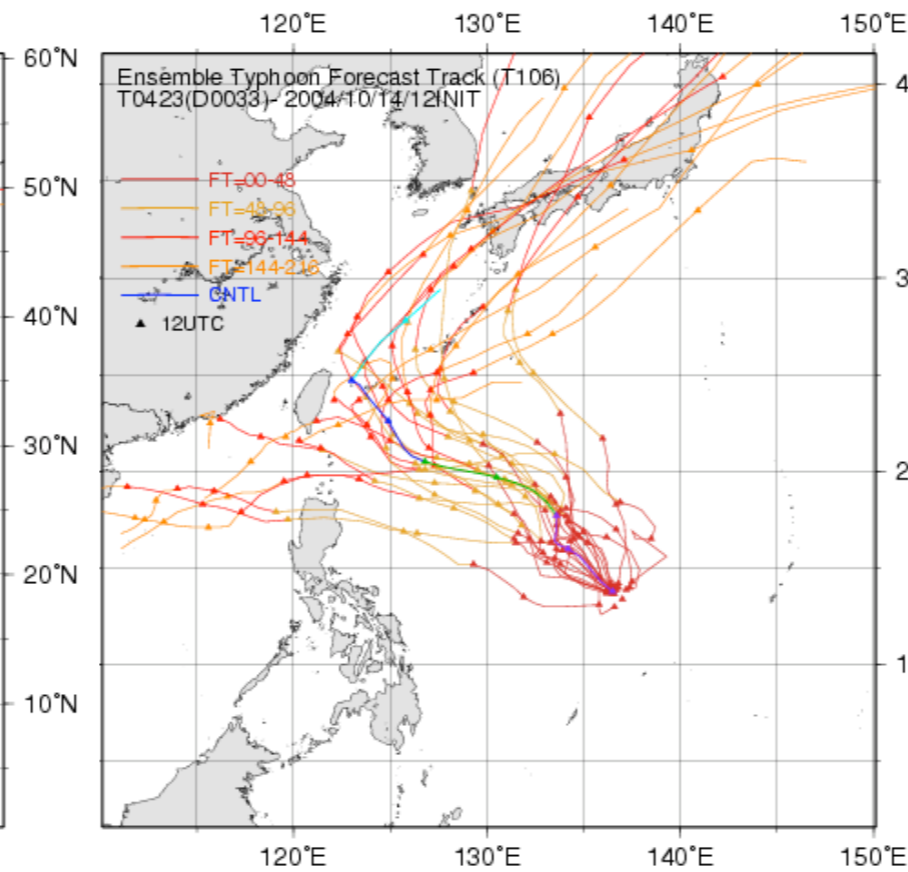 120°E 130°E 140°E 150°E
60°N
50°N
40°N
30°N
20°N
10°N
Ensemble Typhoon Forecast Track (T106)
T0423(D0033)- 2004/10/14/12INIT
FT=00-48
FT=48-96
FT=96-144
FT=144-216
CNTL
▲ 12UTC
4
3
2
1
120°E 130°E 140°E 150°E